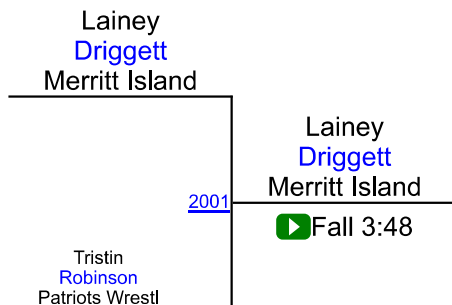 Lainey
Driggett
Merritt Island
Lainey
Driggett
Merritt Island
2001
Fall 3:48
Tristin
Robinson
Patriots Wrestl